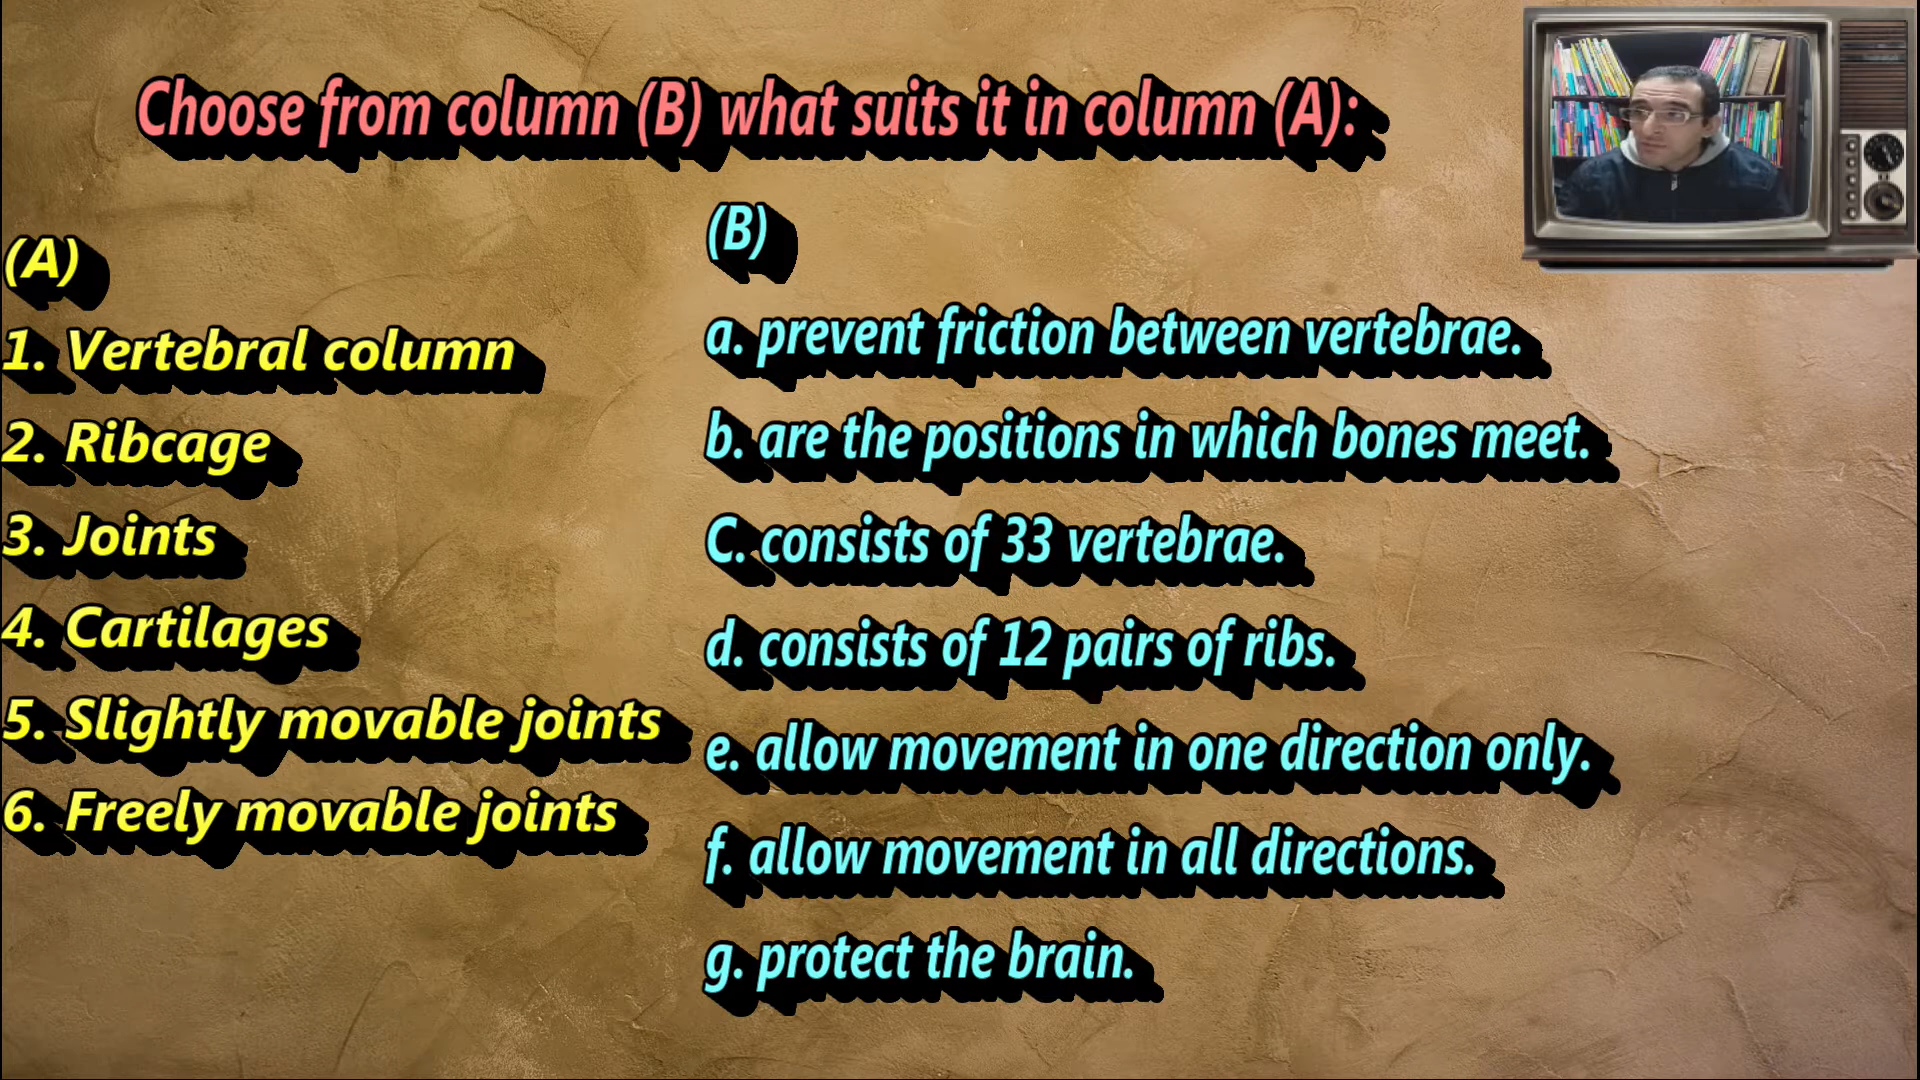 Choose from column (B) what suits it in column (A):
(A)
1. Vertebral column
2. Ribcage
3. Joints
4. Cartilages
5. Slightly movable joints
6. Freely movable joints
(B)
a. prevent friction between vertebrae.
b. are the positions in which bones meet.
C. consists of 33 vertebrae.
d. consists of 12 pairs of ribs.
e. allow movement in one direction only.
f. allow movement in all directions.
g. protect the brain.